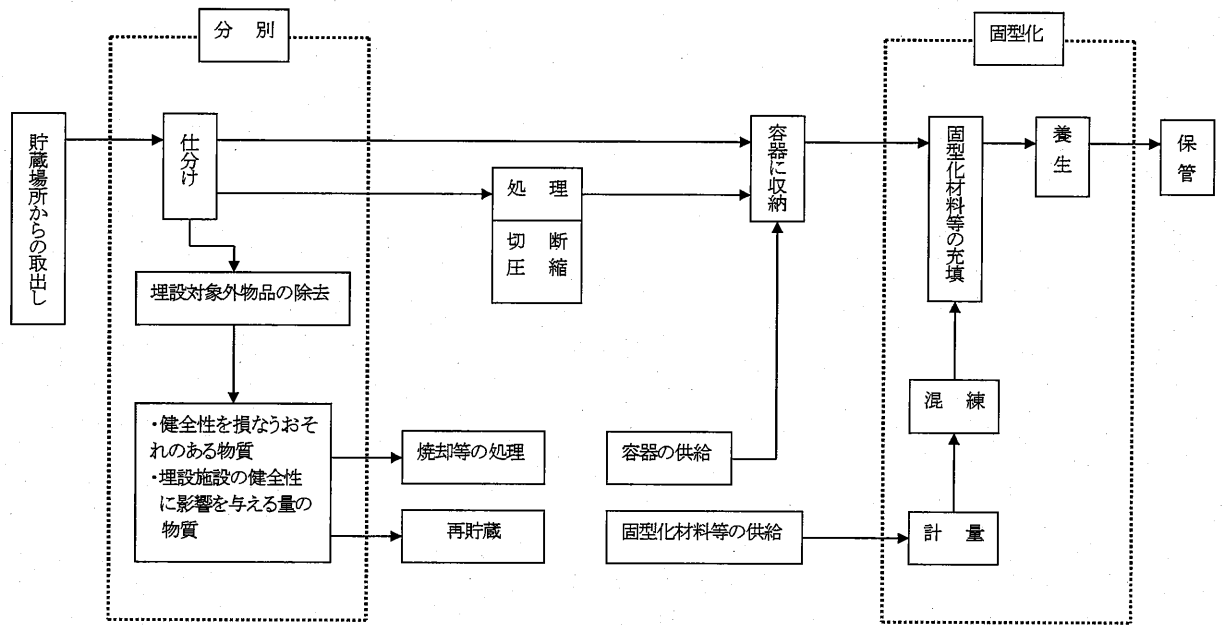 分　別
固型化
貯蔵場所からの取出し
仕分け
処　理
切　断
圧　縮
容器に収納
固型化材料等の充填
養生
保管
埋設対象外物品の除去
・健全性を損なうおそ
れのある物質
・埋設施設の健全性
に影響を与える量の
物質
焼却等の処理
再貯蔵
容器の供給
固型化材料等の供給
混　練
計　量